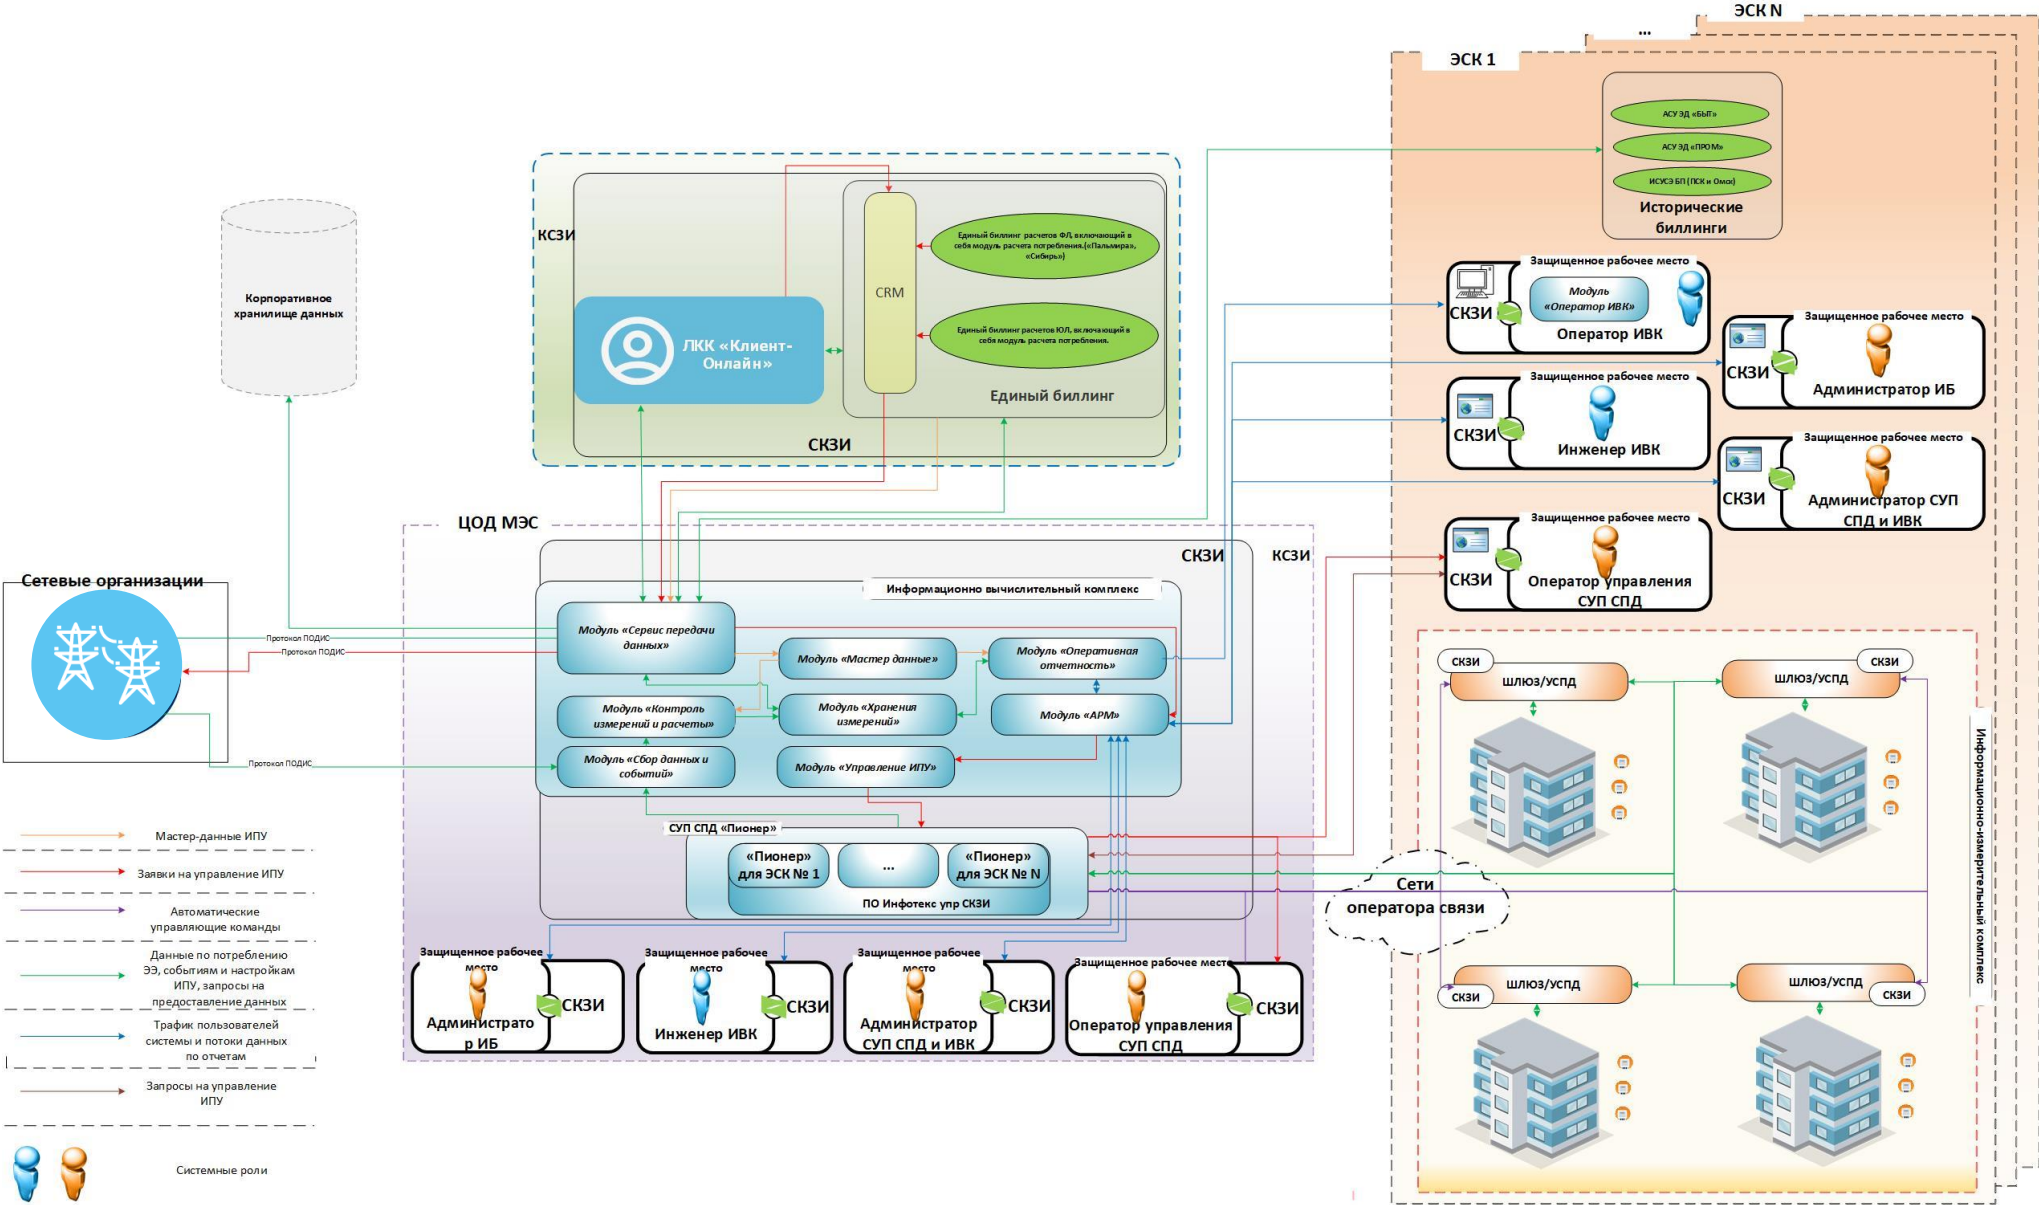 ЭСК N
...
ЭСК 1
АСУ ЭД «БЫТ»
АСУ ЭД «ПРОМ»
ИСУСЭ БП (ПСК и Омск)
Исторические
биллинги
КСЗИ
CRM
Единый биллинг расчетов ФЛ, включающий в
себя модуль расчета потребления.(«Пальмира»,
«Сибирь»)
Единый биллинг расчетов ЮЛ, включающий в
себя модуль расчета потребления.
Единый биллинг
ЛКК «Клиент-
Онлайн»
СКЗИ
Корпоративное
хранилище данных
Защищенное рабочее место
СКЗИ
Модуль
«Оператор ИВК»
Оператор ИВК
Защищенное рабочее место
СКЗИ
Администратор ИБ
Защищенное рабочее место
СКЗИ
Инженер ИВК
Защищенное рабочее место
СКЗИ
Администратор СУП
СПД и ИВК
Защищенное рабочее место
СКЗИ
Оператор управления
СУП СПД
ЦОД МЭС
СКЗИ
КСЗИ
Информационно вычислительный комплекс
Модуль «Сервис передачи
данных»
Модуль «Мастер данные»
Модуль «Оперативная
отчетность»
Модуль «Контроль
измерений и расчеты»
Модуль «Хранения
измерений»
Модуль «АРМ»
Модуль «Сбор данных и
событий»
Модуль «Управление ИПУ»
СУП СПД «Пионер»
«Пионер»
для ЭСК № 1
...
«Пионер»
для ЭСК № N
ПО Инфотекс упр СКЗИ
Сетевые организации
Протокол ПОДИС
Протокол ПОДИС
Протокол ПОДИС
Защищенное рабочее
место
СКЗИ
Администрато
р ИБ
Защищенное рабочее
место
СКЗИ
Инженер ИВК
Защищенное рабочее
место
СКЗИ
Администратор
СУП СПД и ИВК
Защищенное рабочее место
СКЗИ
Оператор управления
СУП СПД
Сети
оператора связи
СКЗИ
ШЛЮЗ/УСПД
СКЗИ
ШЛЮЗ/УСПД
ШЛЮЗ/УСПД
СКЗИ
ШЛЮЗ/УСПД
СКЗИ
Информационо-измерительный комплекс
Мастер-данные ИПУ
Заявки на управление ИПУ
Автоматические
управляющие команды
Данные по потреблению
ЭЭ, событиям и настройкам
ИПУ, запросы на
предоставление данных
Трафик пользователей
системы и потоки данных
по отчетам
Запросы на управление
ИПУ
Системные роли